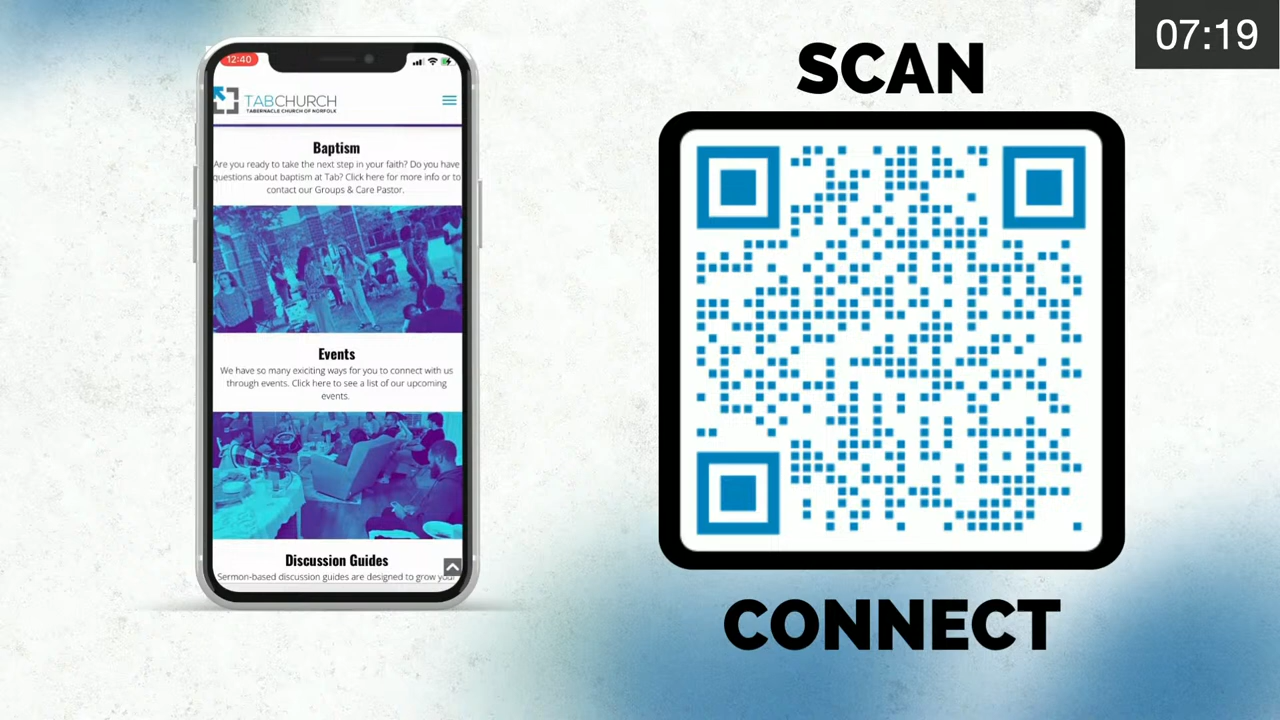 12:40
TABCHURCH
TABERNACLE CHURCH OF NORFOLK
Baptism
Are you ready to take the next step in your faith? Do you have
questions about baptism at Tab? Click here for more info or to
contact our Groups & Care Pastor.
Events
We have so many exiciting ways for you to connect with us
through events. Click here to see a list of our upcoming
events.
Discussion Guides
Sermon-based discussion guides are designed to grow your
SCAN
CONNECT
07:19